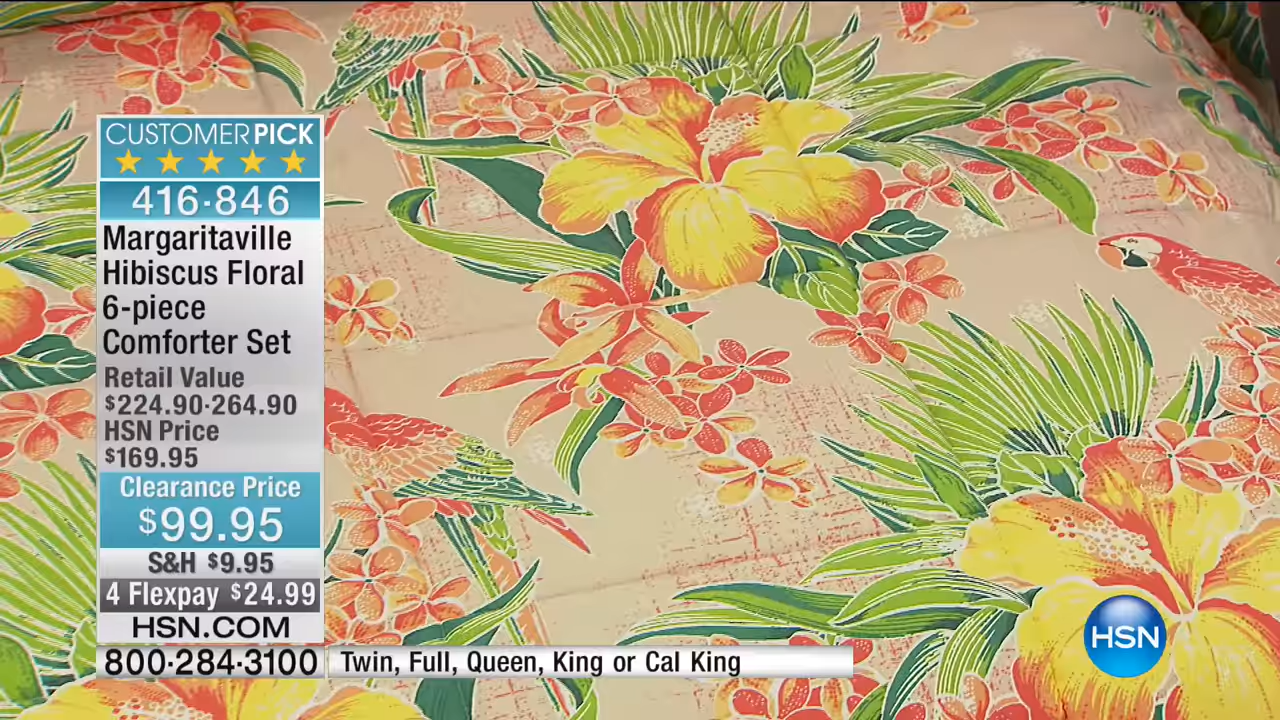 CUSTOMER PICK
416-846
Margaritaville
Hibiscus Floral
6-piece
Comforter Set
Retail Value
$224.90-264.90
HSN Price
$169.95
Clearance Price
$99.95
S&H $9.95
4 Flexpay $24.99
HSN.COM
800-284-3100
Twin, Full, Queen, King or Cal King
HSN